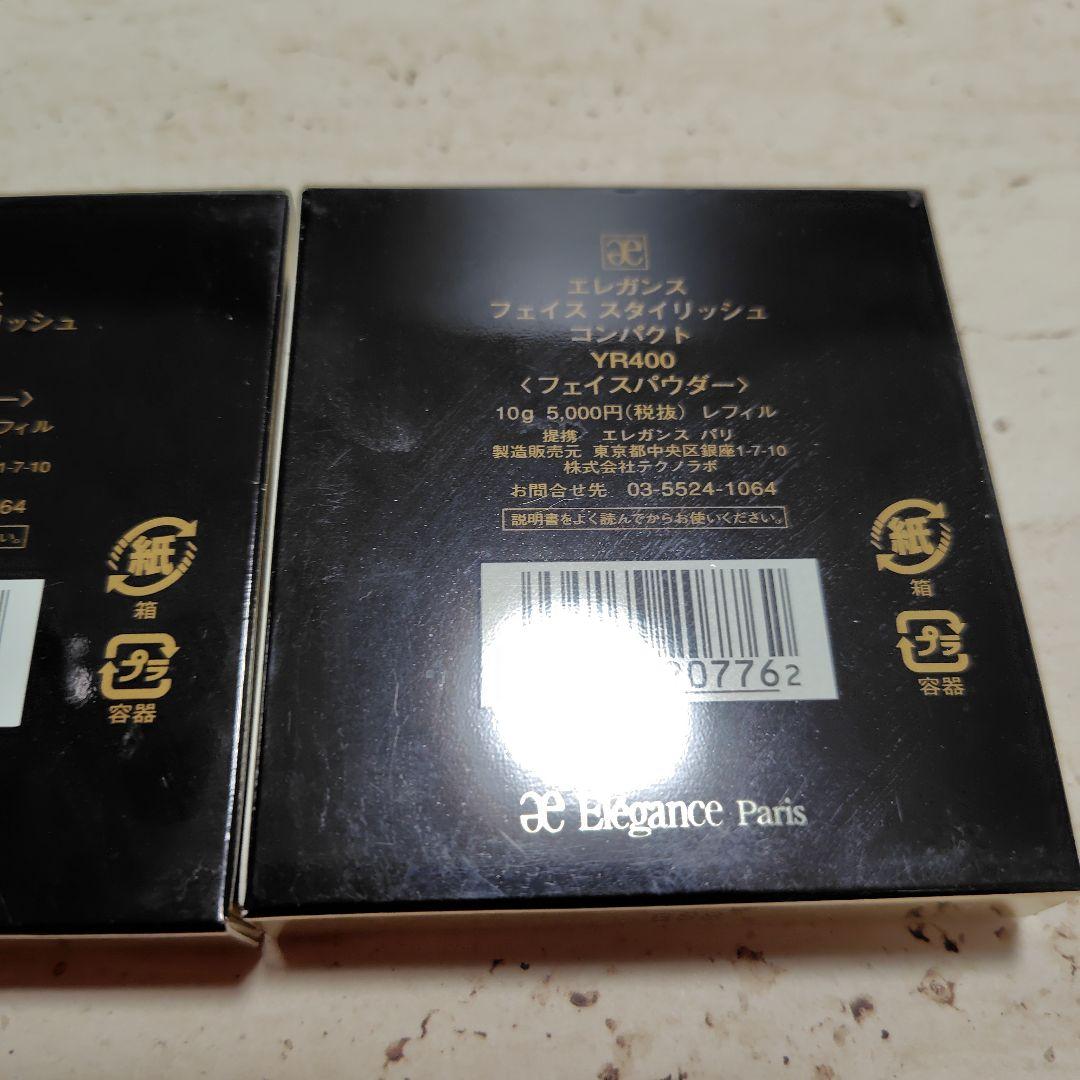 ッシュ
ー〉
フィル
1-7-10
64
い。
紙
箱
プラ
容器
æ
エレガンス
フェイス スタイリッシュ
コンパクト
YR400
〈フェイスパウダー〉
10g 5,000円(税抜) レフィル
提携 エレガンス パリ
製造販売元 東京都中央区銀座1-7-10
株式会社テクノラボ
お問合せ先 03-5524-1064
説明書をよく読んでからお使いください。
紙
箱
プラ
容器
07762
æ Elégance Paris